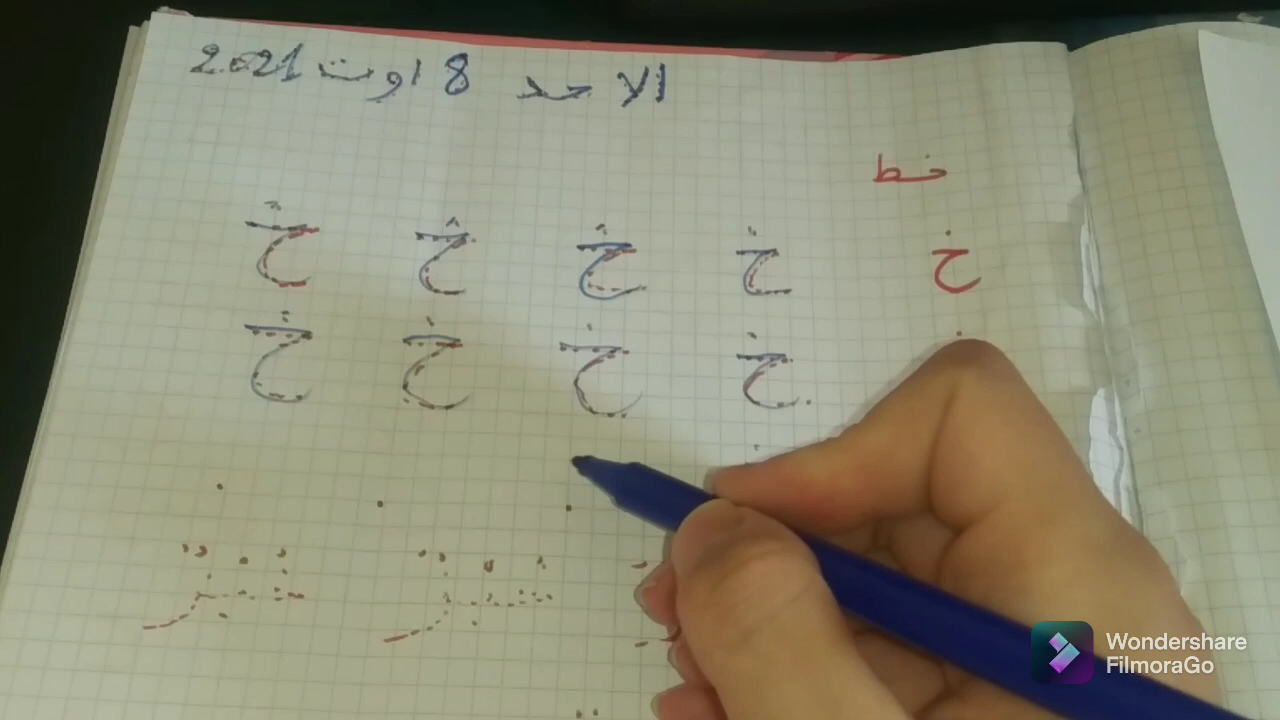 الاحد 8 اوت 2021
خط
خ خ خ خ خ
خ خ خ خ
Wondershare
FilmoraGo